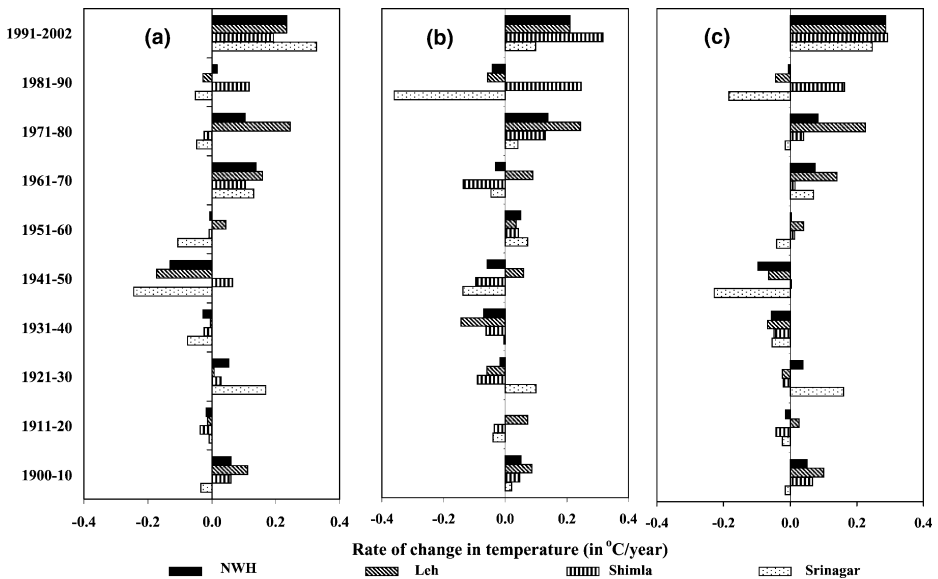 (a) (b) (c)
1991-2002
1981-90
1971-80
1961-70
1951-60
1941-50
1931-40
1921-30
1911-20
1900-10
-0.4 -0.2 0.0 0.2 0.4 -0.4 -0.2 0.0 0.2 0.4 -0.4 -0.2 0.0 0.2 0.4
Rate of change in temperature (in °C/year)
NWH Leh Shimla Srinagar